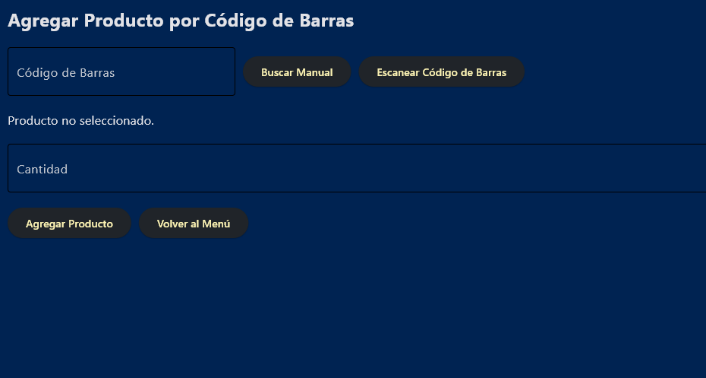 Agregar Producto por Código de Barras
Código de Barras
Buscar Manual
Escanear Código de Barras
Producto no seleccionado.
Cantidad
Agregar Producto
Volver al Menú